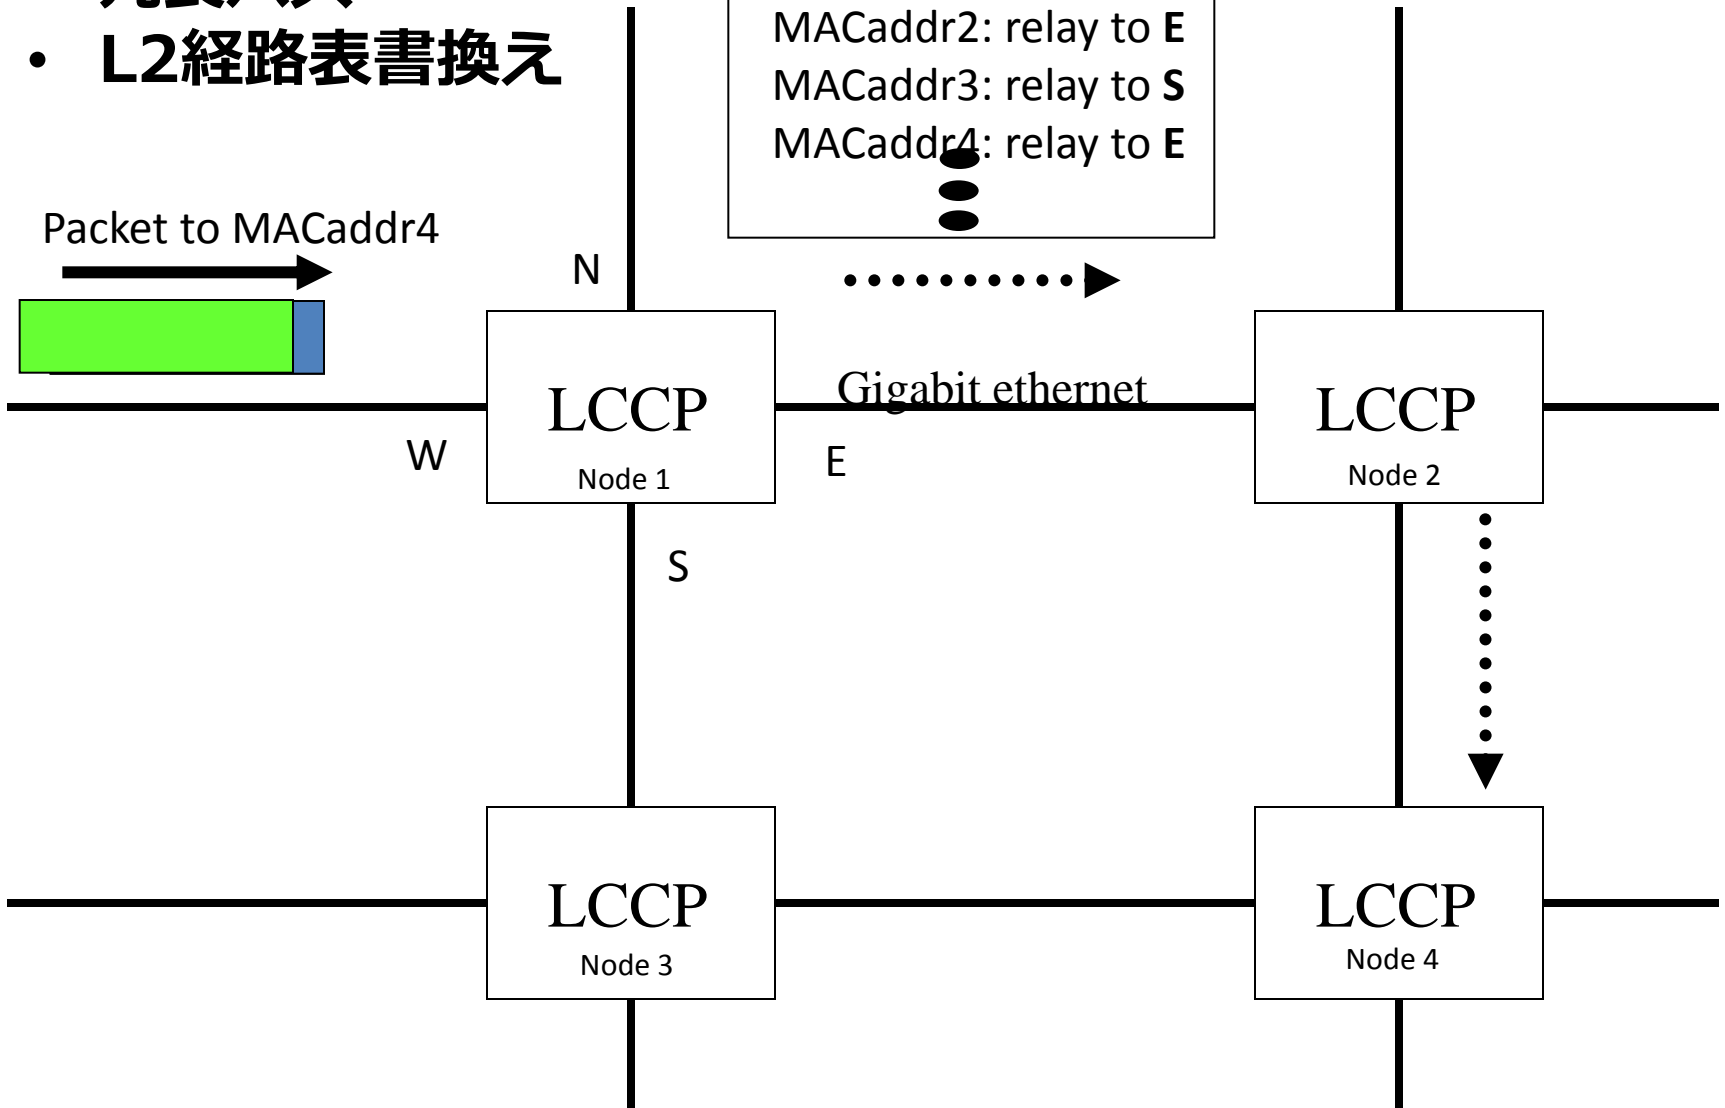 • L2経路表書換え
MACaddr2: relay to E
MACaddr3: relay to S
MACaddr4: relay to E
Packet to MACaddr4
N
Gigabit ethernet
LCCP
Node 1
LCCP
Node 2
W
E
S
LCCP
Node 3
LCCP
Node 4